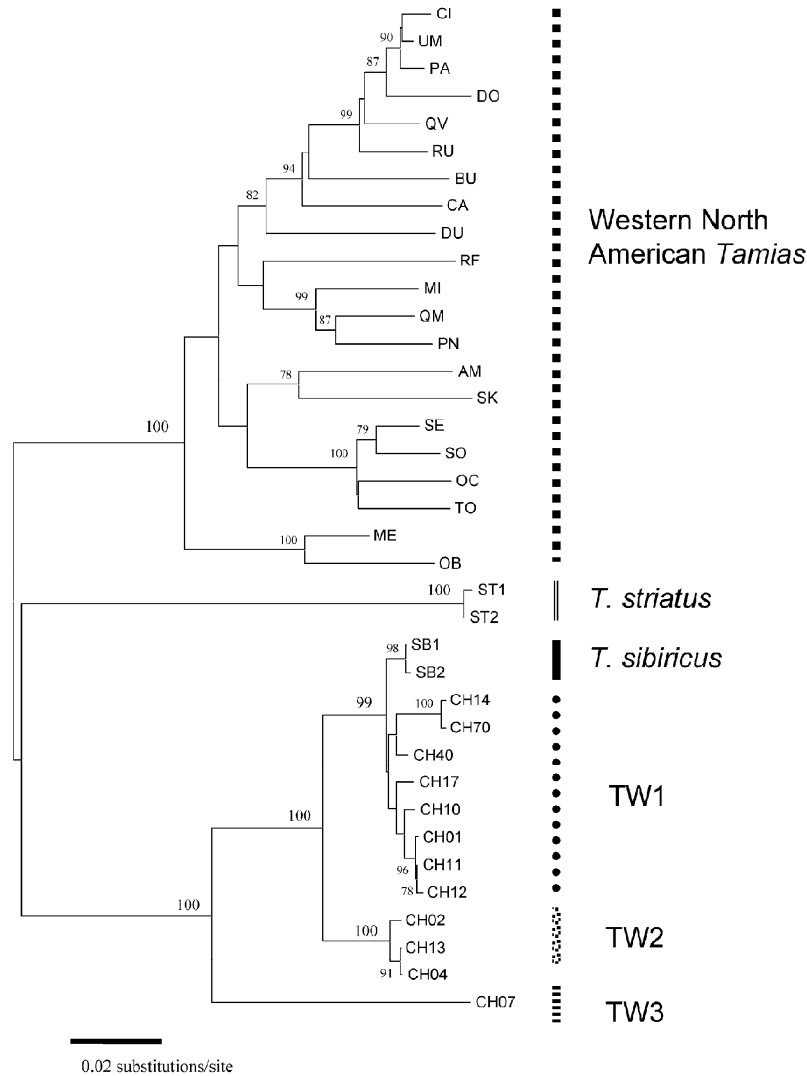 CI
90
UM
87
PA
DO
99
QV
RU
94
BU
82
CA
DU
RF
99
MI
87
QM
PN
78
AM
SK
79
SE
100
SO
OC
TO
100
100
ME
OB
Western North
American Tamias
100
ST1
ST2
T. striatus
98
SB1
SB2
T. sibiricus
99
100
CH14
CH70
CH40
CH17
CH10
CH01
96
CH11
78
CH12
TW1
100
100
CH02
CH13
91
CH04
TW2
100
CH07
TW3
0.02 substitutions/site